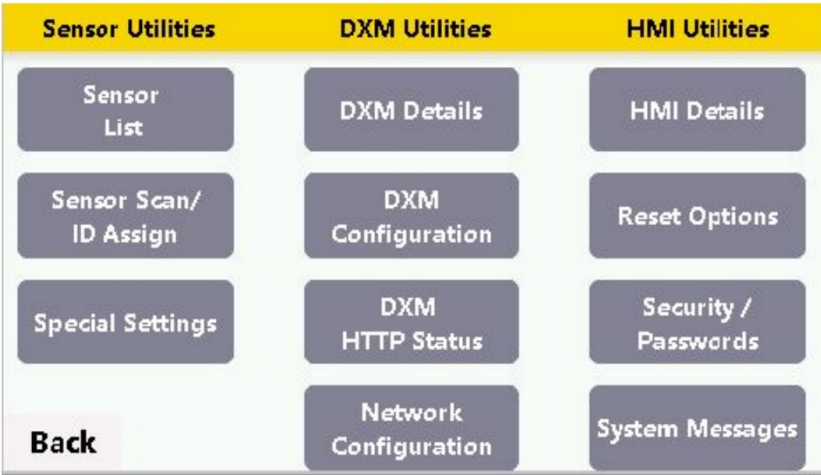 Sensor Utilities
DXM Utilities
HMI Utilities
Sensor
List
DXM Details
HMI Details
Sensor Scan/
ID Assign
DXM
Configuration
Reset Options
Special Settings
DXM
HTTP Status
Security /
Passwords
Back
Network
Configuration
System Messages